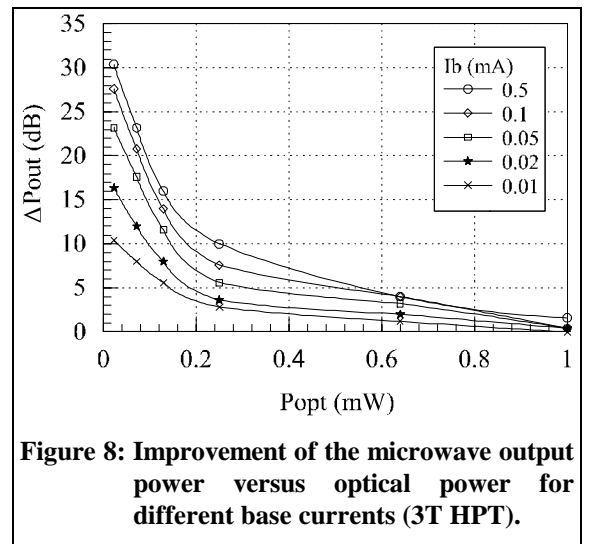 35
30
25
20
15
10
5
0
ΔPout (dB)
Ib (mA)
0.5
0.1
0.05
0.02
0.01
0 0.2 0.4 0.6 0.8 1
Popt (mW)
Figure 8: Improvement of the microwave output
power versus optical power for
different base currents (3T HPT).